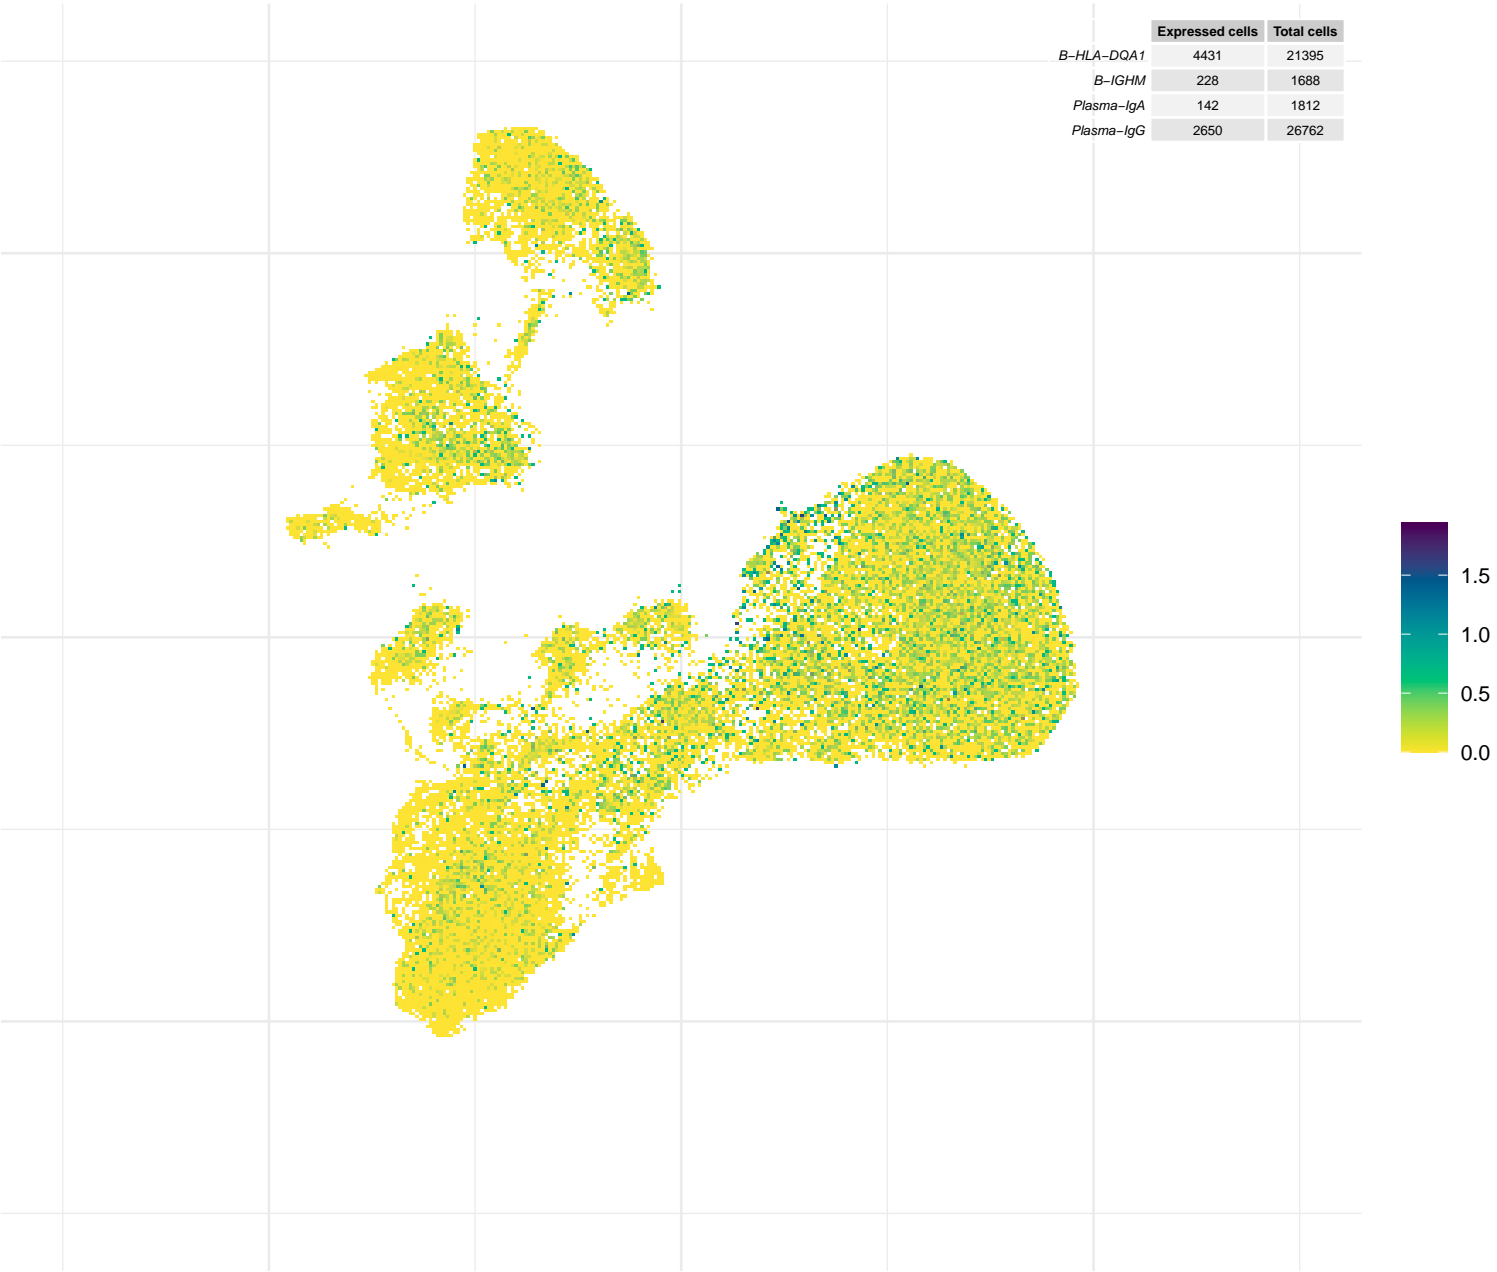 Expressed cells Total cells
B−HLA−DQA1 4431 21395
B−IGHM 228 1688
Plasma−IgA 142 1812
Plasma−IgG 2650 26762
1.5
1.0
0.5
0.0